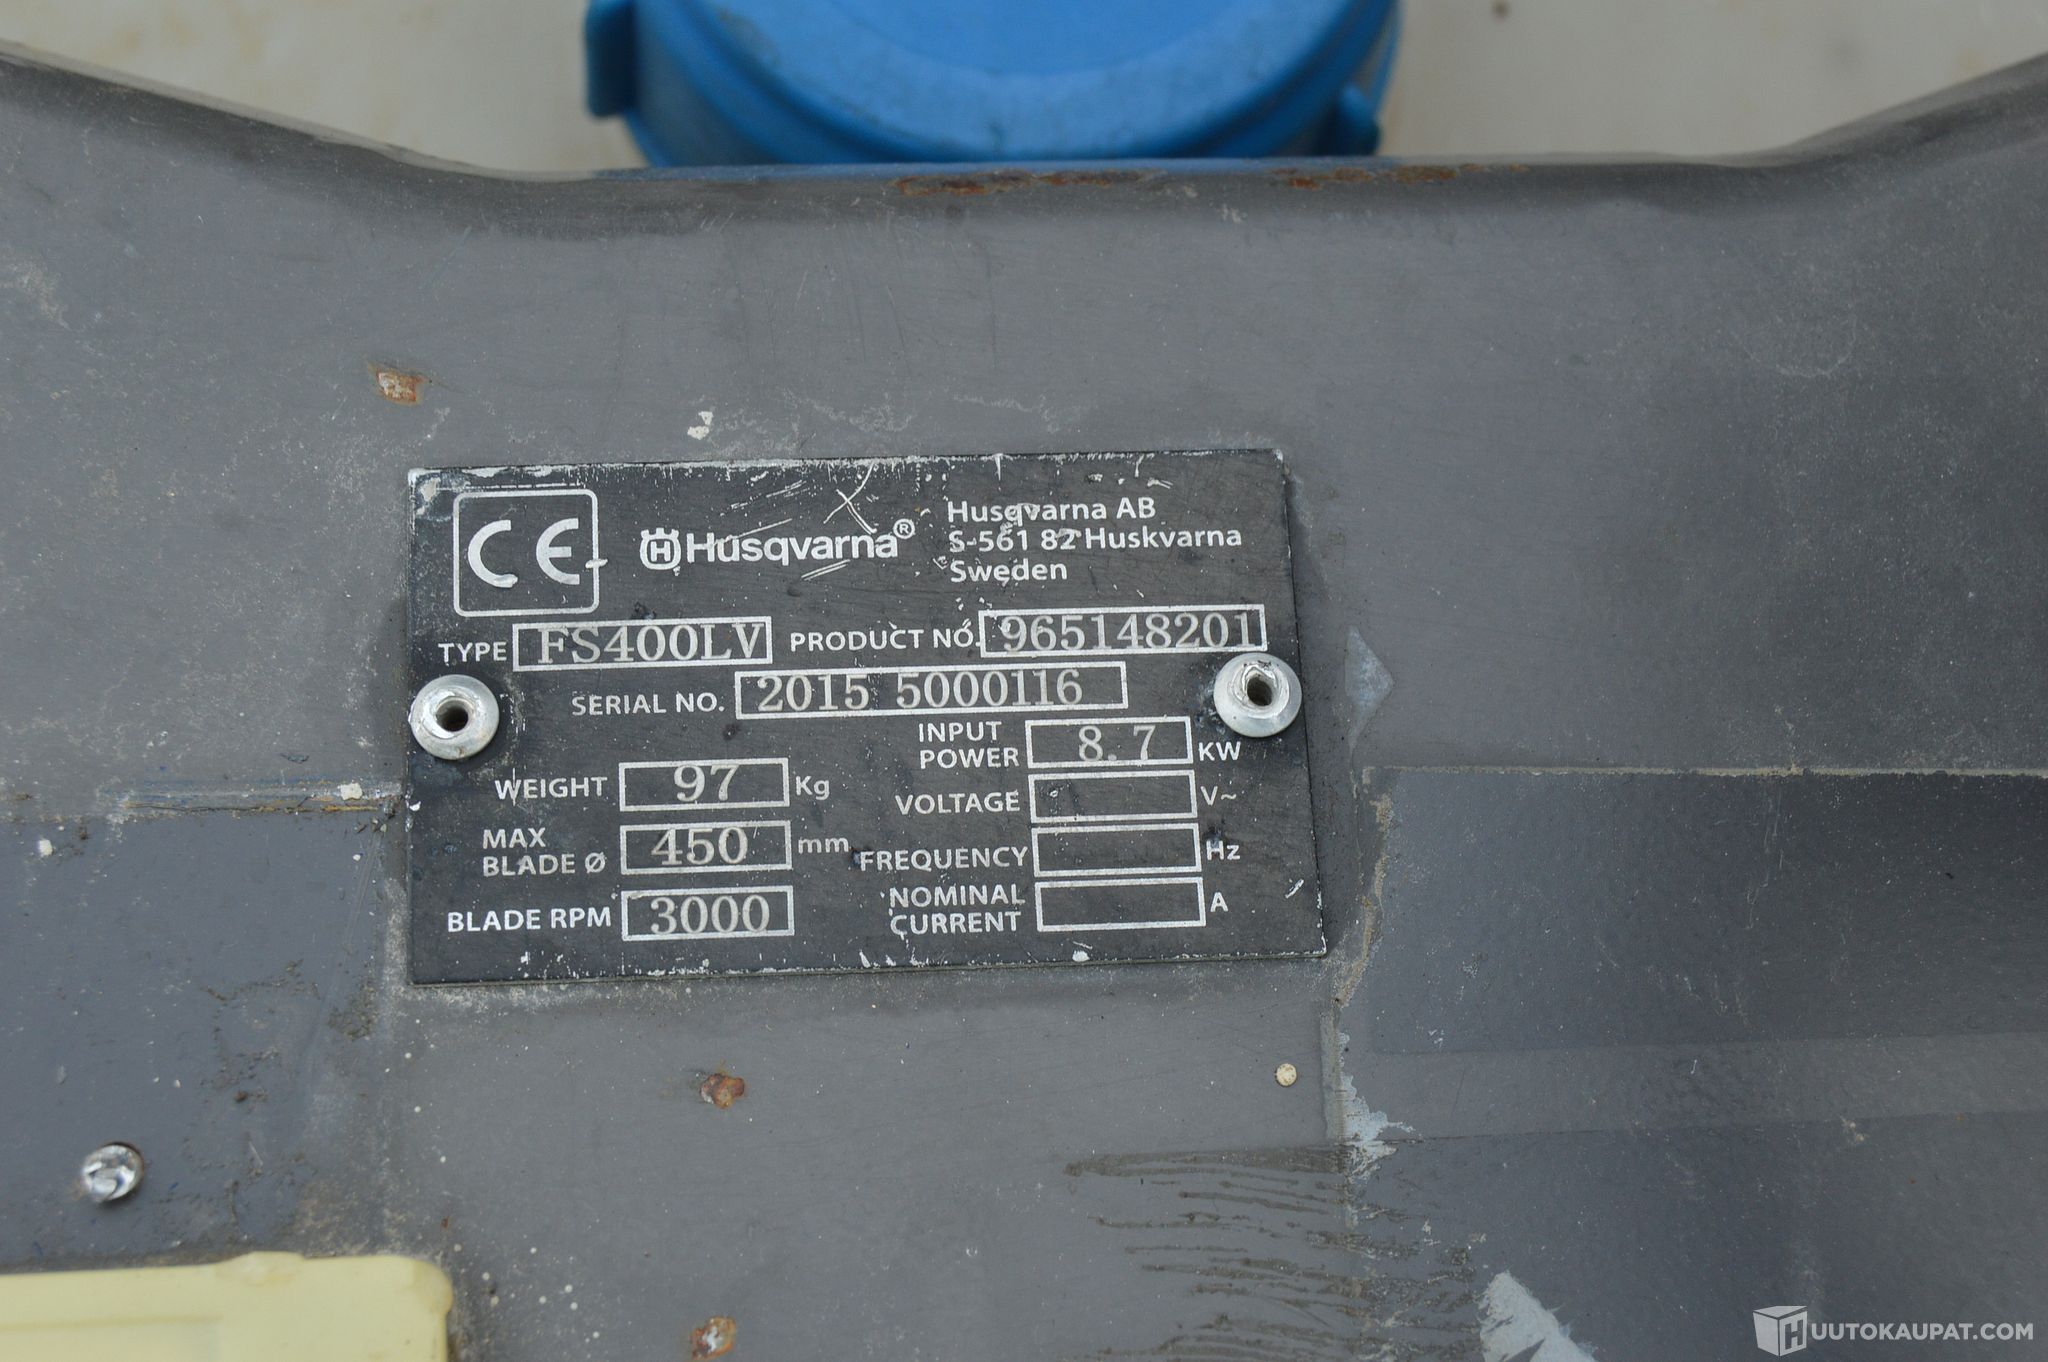 CE Husqvarna® Husqvarna AB
S-561 82 Huskvarna
Sweden
TYPE FS400LV PRODUCT NO. 965148201
SERIAL NO. 2015 5000116
INPUT POWER 8.7 KW
WEIGHT 97 Kg
VOLTAGE V~
MAX BLADE Ø 450 mm
FREQUENCY Hz
BLADE RPM 3000
NOMINAL CURRENT A
HUUTOKAUPAT.COM